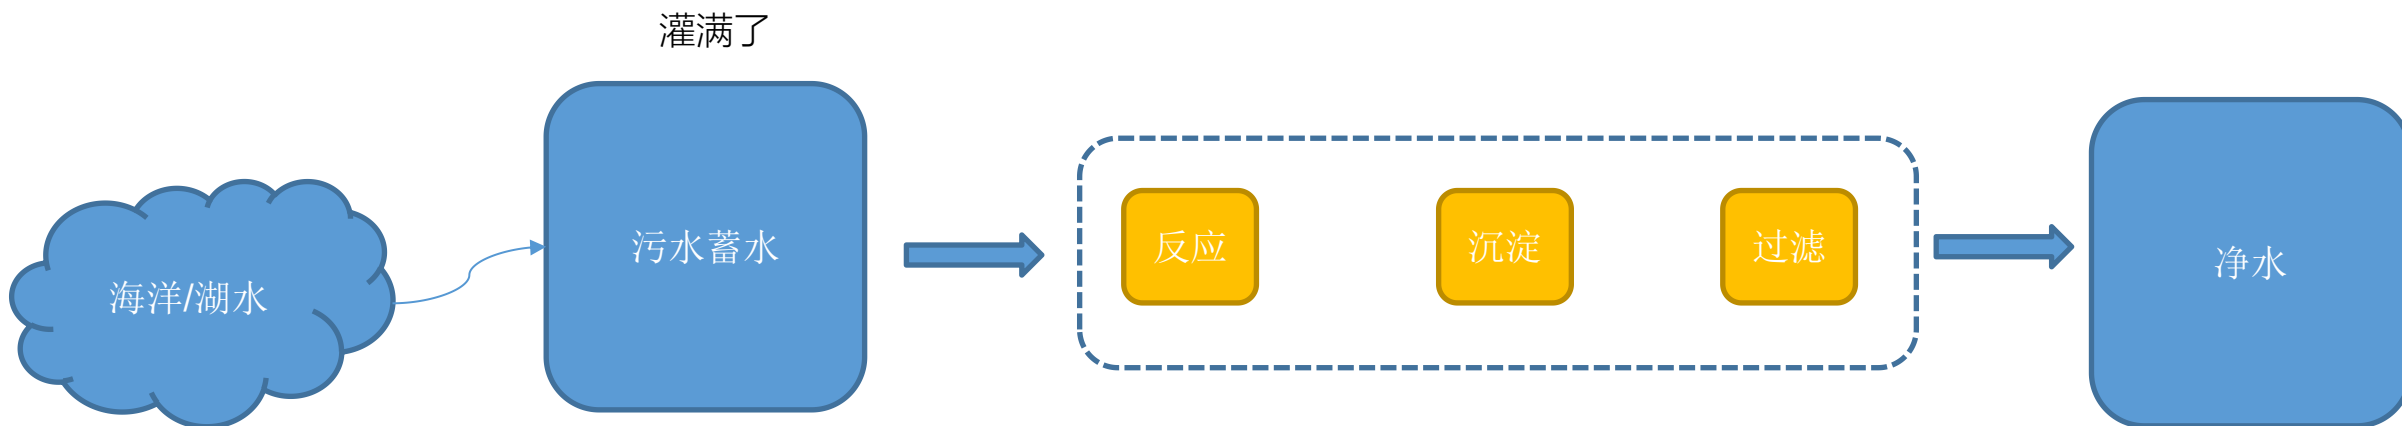 灌满了
海洋/湖水
污水蓄水
反应
沉淀
过滤
净水